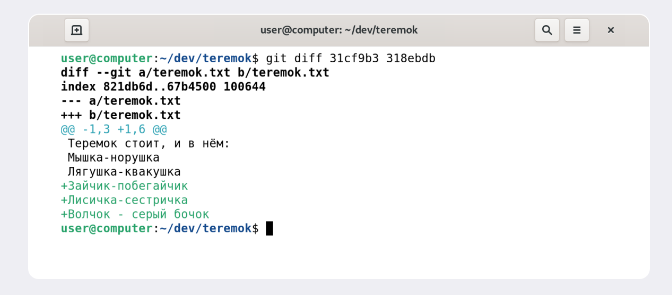 user@computer: ~/dev/teremok
user@computer:~/dev/teremok$ git diff 31cf9b3 318ebdb
diff --git a/teremok.txt b/teremok.txt
index 821db6d..67b4500 100644
--- a/teremok.txt
+++ b/teremok.txt
@@ -1,3 +1,6 @@
 Теремок стоит, и в нём:
 Мышка-норушка
 Лягушка-квакушка
+Зайчик-побегайчик
+Лисичка-сестричка
+Волчок - серый бочок
user@computer:~/dev/teremok$